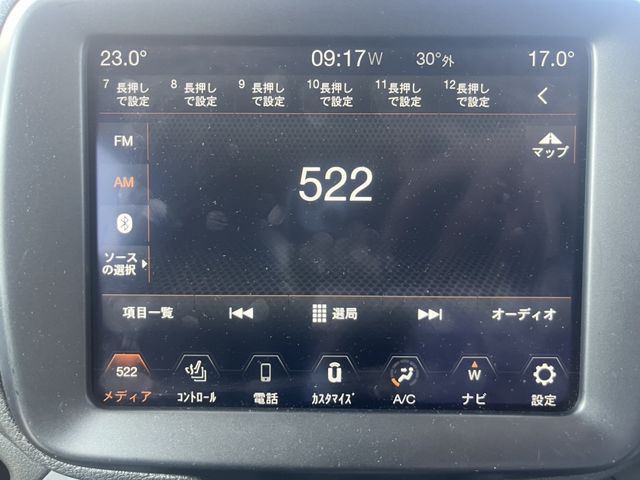 23.0° 09:17W 30°外 17.0°
7 長押しで設定 8 長押しで設定 9 長押しで設定 10 長押しで設定 11 長押しで設定 12 長押しで設定
FM
マップ
AM
522
ソースの選択
項目一覧 選局 オーディオ
522 W
メディア コントロール 電話 カスタマイズ A/C ナビ 設定